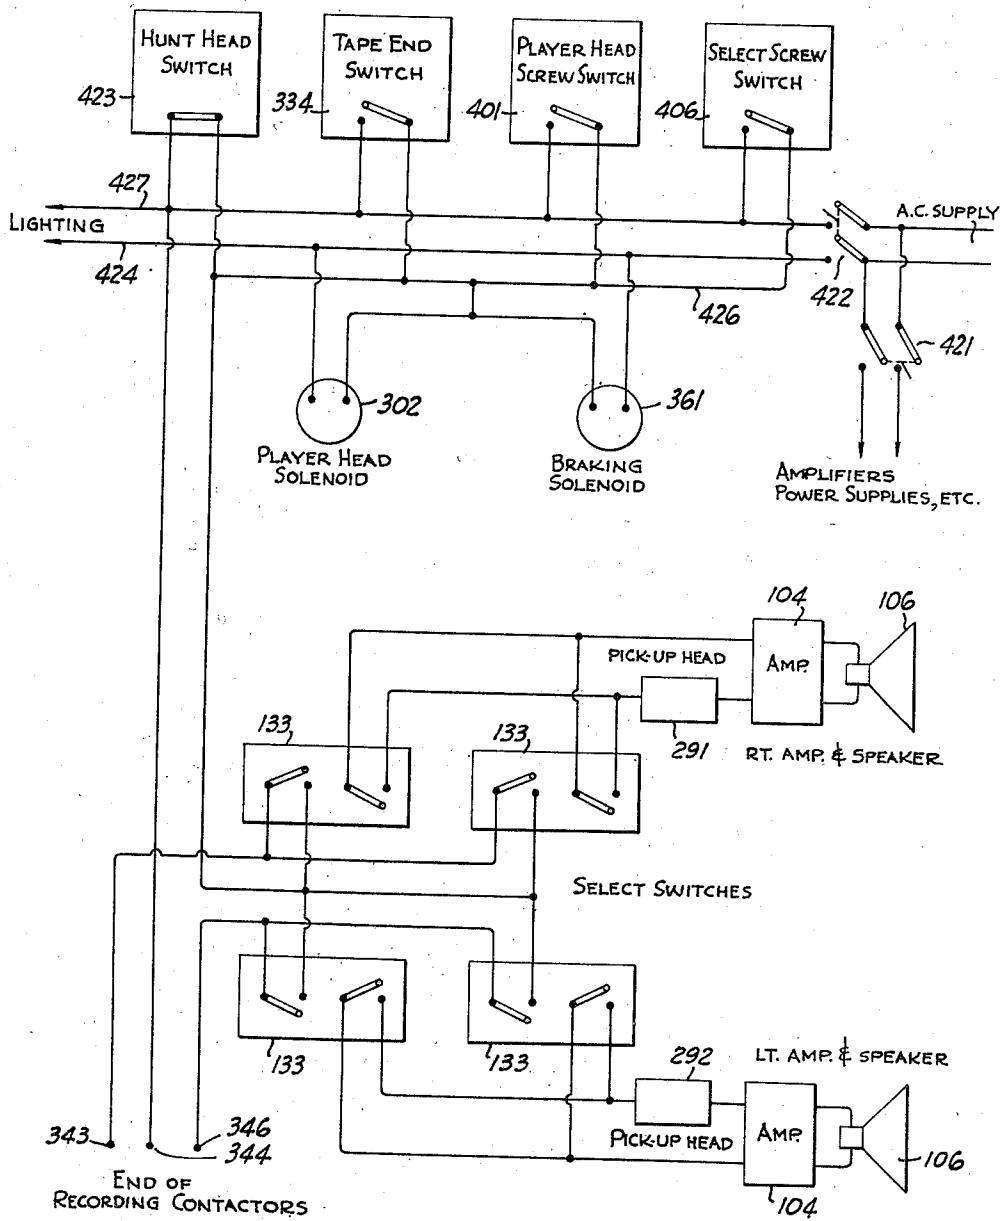 HUNT HEAD
SWITCH
423
TAPE END
SWITCH
334
PLAYER HEAD
SCREW SWITCH
401
SELECT SCREW
SWITCH
406
427
LIGHTING
424
A.C. SUPPLY
422
426
421
302
PLAYER HEAD
SOLENOID
361
BRAKING
SOLENOID
AMPLIFIERS
POWER SUPPLIES, ETC.
104
106
PICK-UP HEAD
AMP.
291
RT. AMP. & SPEAKER
133
133
SELECT SWITCHES
133
133
292
LT. AMP. & SPEAKER
PICK-UP HEAD
AMP.
106
104
343
346
344
END OF
RECORDING CONTACTORS